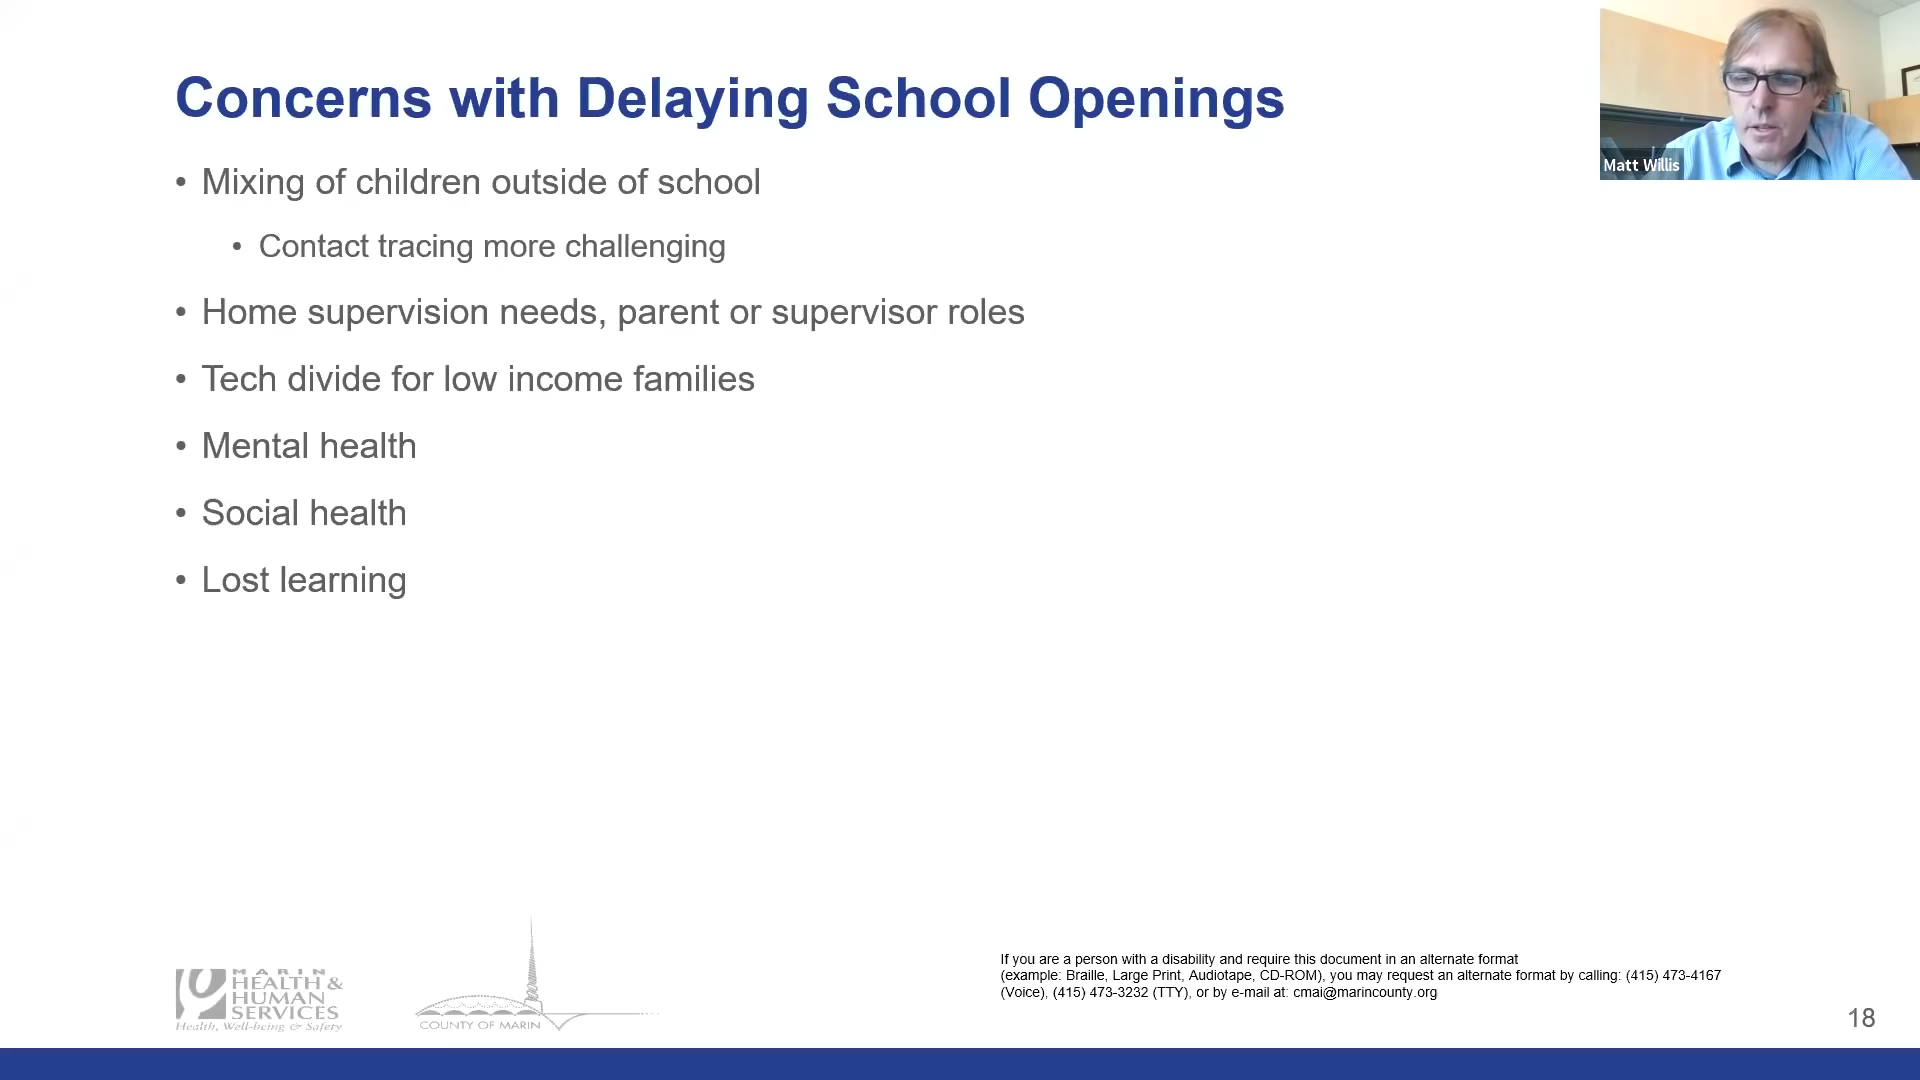 Concerns with Delaying School Openings
• Mixing of children outside of school
• Contact tracing more challenging
• Home supervision needs, parent or supervisor roles
• Tech divide for low income families
• Mental health
• Social health
• Lost learning
Matt Willis
MARIN
HEALTH &
HUMAN
SERVICES
Health, Well-being & Safety
COUNTY OF MARIN
If you are a person with a disability and require this document in an alternate format
(example: Braille, Large Print, Audiotape, CD-ROM), you may request an alternate format by calling: (415) 473-4167
(Voice), (415) 473-3232 (TTY), or by e-mail at: cmai@marincounty.org
18